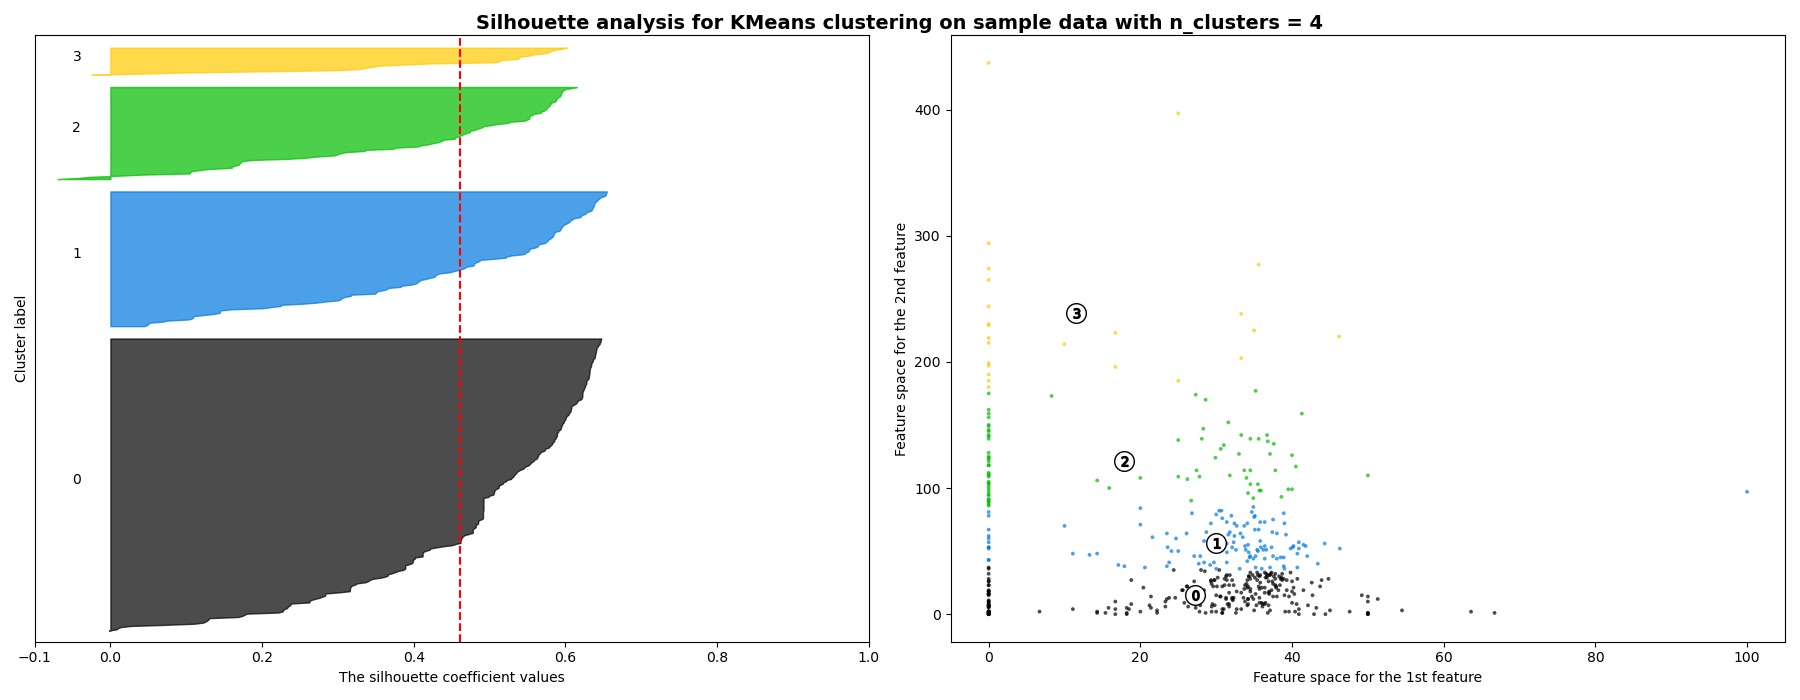 Silhouette analysis for KMeans clustering on sample data with n_clusters = 4
Cluster label
3
2
1
0
−0.1 0.0 0.2 0.4 0.6 0.8 1.0
The silhouette coefficient values
Feature space for the 2nd feature
400
300
200
100
0
3
2
1
0
0 20 40 60 80 100
Feature space for the 1st feature